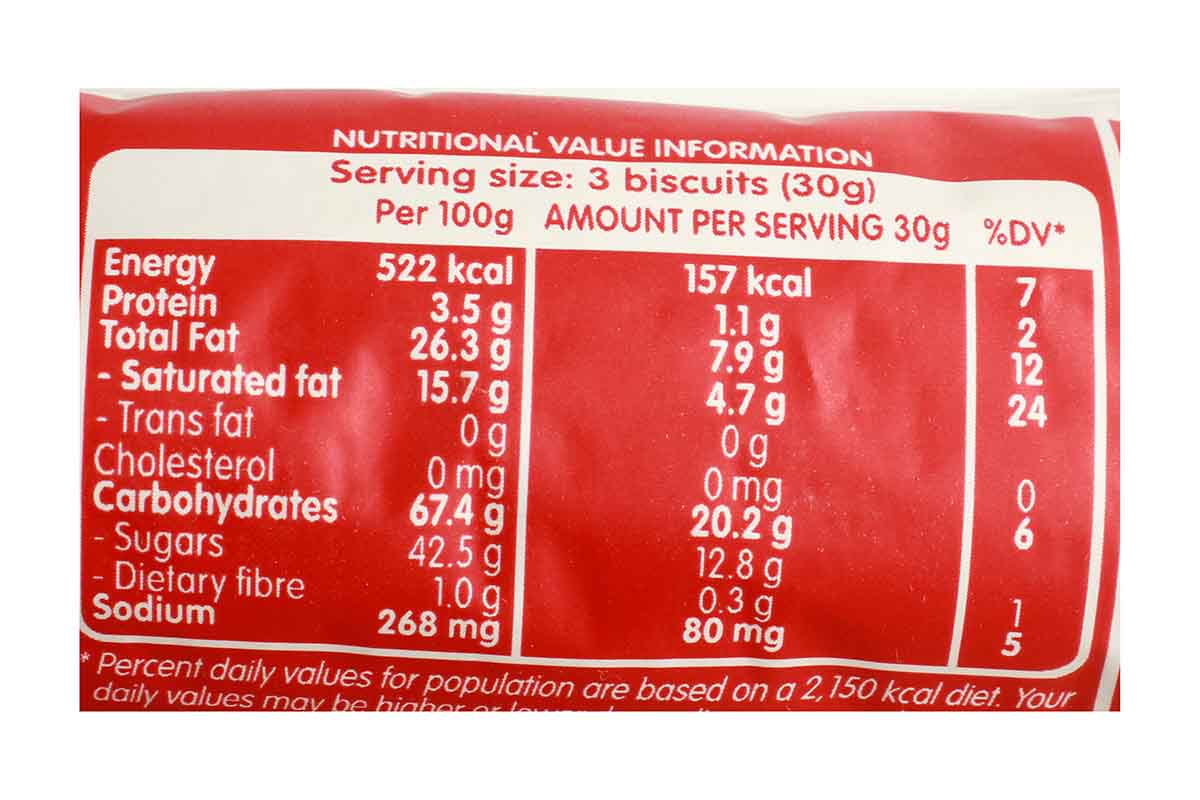 NUTRITIONAL VALUE INFORMATION
Serving size: 3 biscuits (30g)
Per 100g AMOUNT PER SERVING 30g %DV*
Energy 522 kcal 157 kcal 7
Protein 3.5 g 1.1 g 2
Total Fat 26.3 g 7.9 g 12
- Saturated fat 15.7 g 4.7 g 24
- Trans fat 0 g 0 g
Cholesterol 0 mg 0 mg 0
Carbohydrates 67.4 g 20.2 g 6
- Sugars 42.5 g 12.8 g
- Dietary fibre 1.0 g 0.3 g 1
Sodium 268 mg 80 mg 5
* Percent daily values for population are based on a 2,150 kcal diet. Your
daily values may be higher or